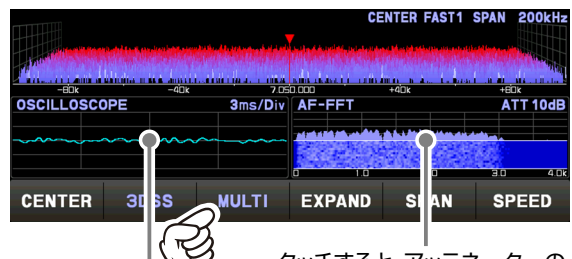 CENTER FAST1 SPAN 200kHz
-80k -40k 7.050.000 +40k +80k
OSCILLOSCOPE 3ms/Div AF-FFT ATT 10dB
0 1.0 3.0 4.0k
CENTER 3DSS MULTI EXPAND SPAN SPEED
タッチすると アッテネーターの